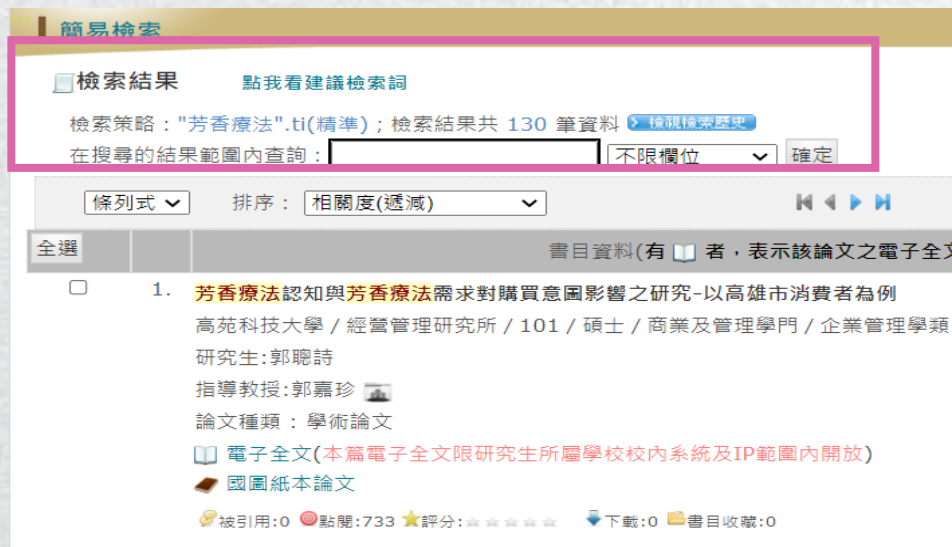 簡易檢索
檢索結果 點我看建議檢索詞
檢索策略："芳香療法".ti(精準)；檢索結果共 130 筆資料 檢視檢索歷史
在搜尋的結果範圍內查詢： 不限欄位 確定
條列式 排序： 相關度(遞減)
全選 書目資料(有 者，表示該論文之電子全文
1. 芳香療法認知與芳香療法需求對購買意圖影響之研究-以高雄市消費者為例
高苑科技大學 / 經營管理研究所 / 101 / 碩士 / 商業及管理學門 / 企業管理學類
研究生:郭聰詩
指導教授:郭嘉珍
論文種類 : 學術論文
電子全文(本篇電子全文限研究生所屬學校校內系統及IP範圍內開放)
國圖紙本論文
被引用:0 點閱:733 評分: 下載:0 書目收藏:0